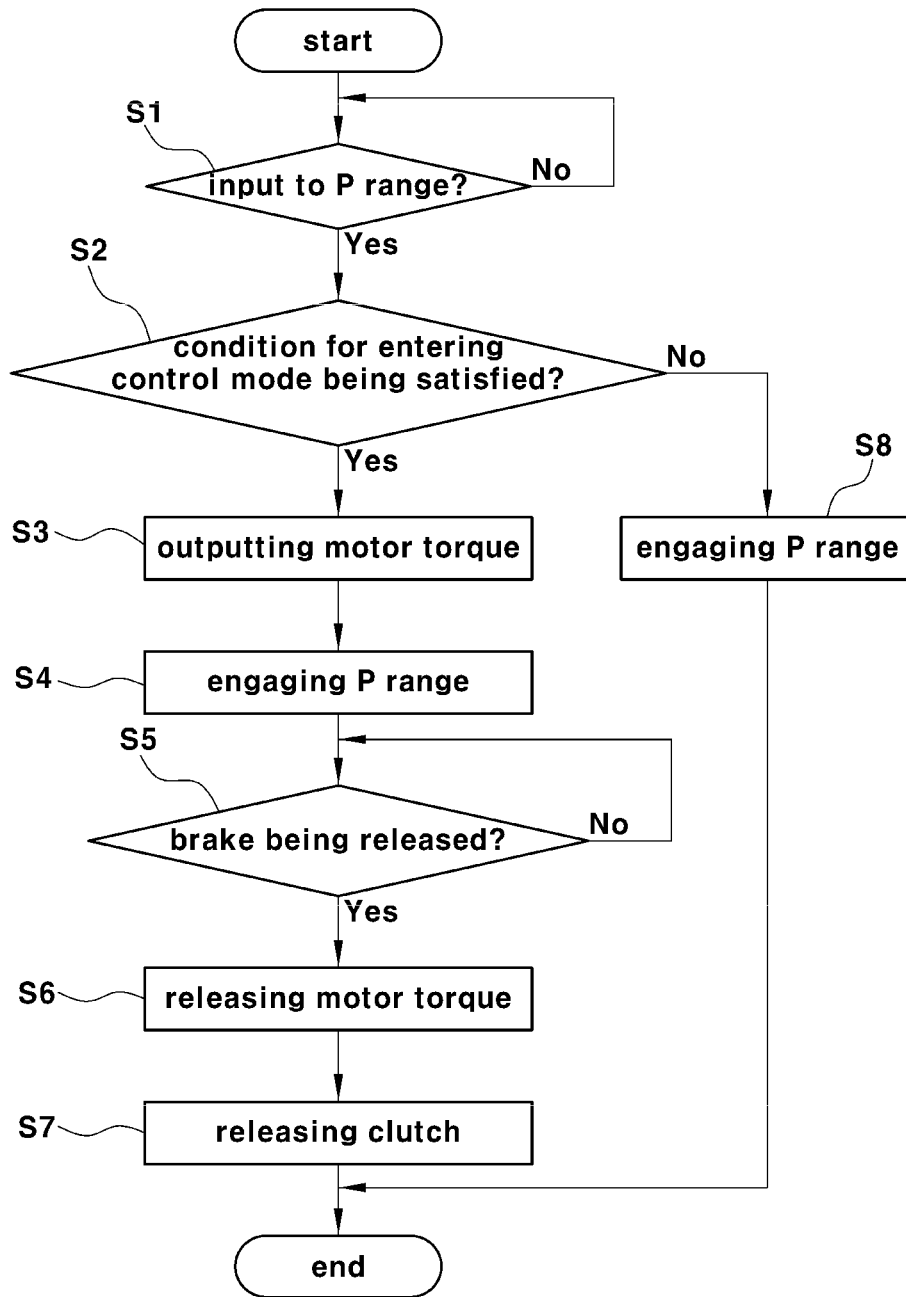 start
S1
input to P range?
No
Yes
S2
condition for entering
control mode being satisfied?
No
Yes
S8
S3
outputting motor torque
engaging P range
S4
engaging P range
S5
brake being released?
No
Yes
S6
releasing motor torque
S7
releasing clutch
end